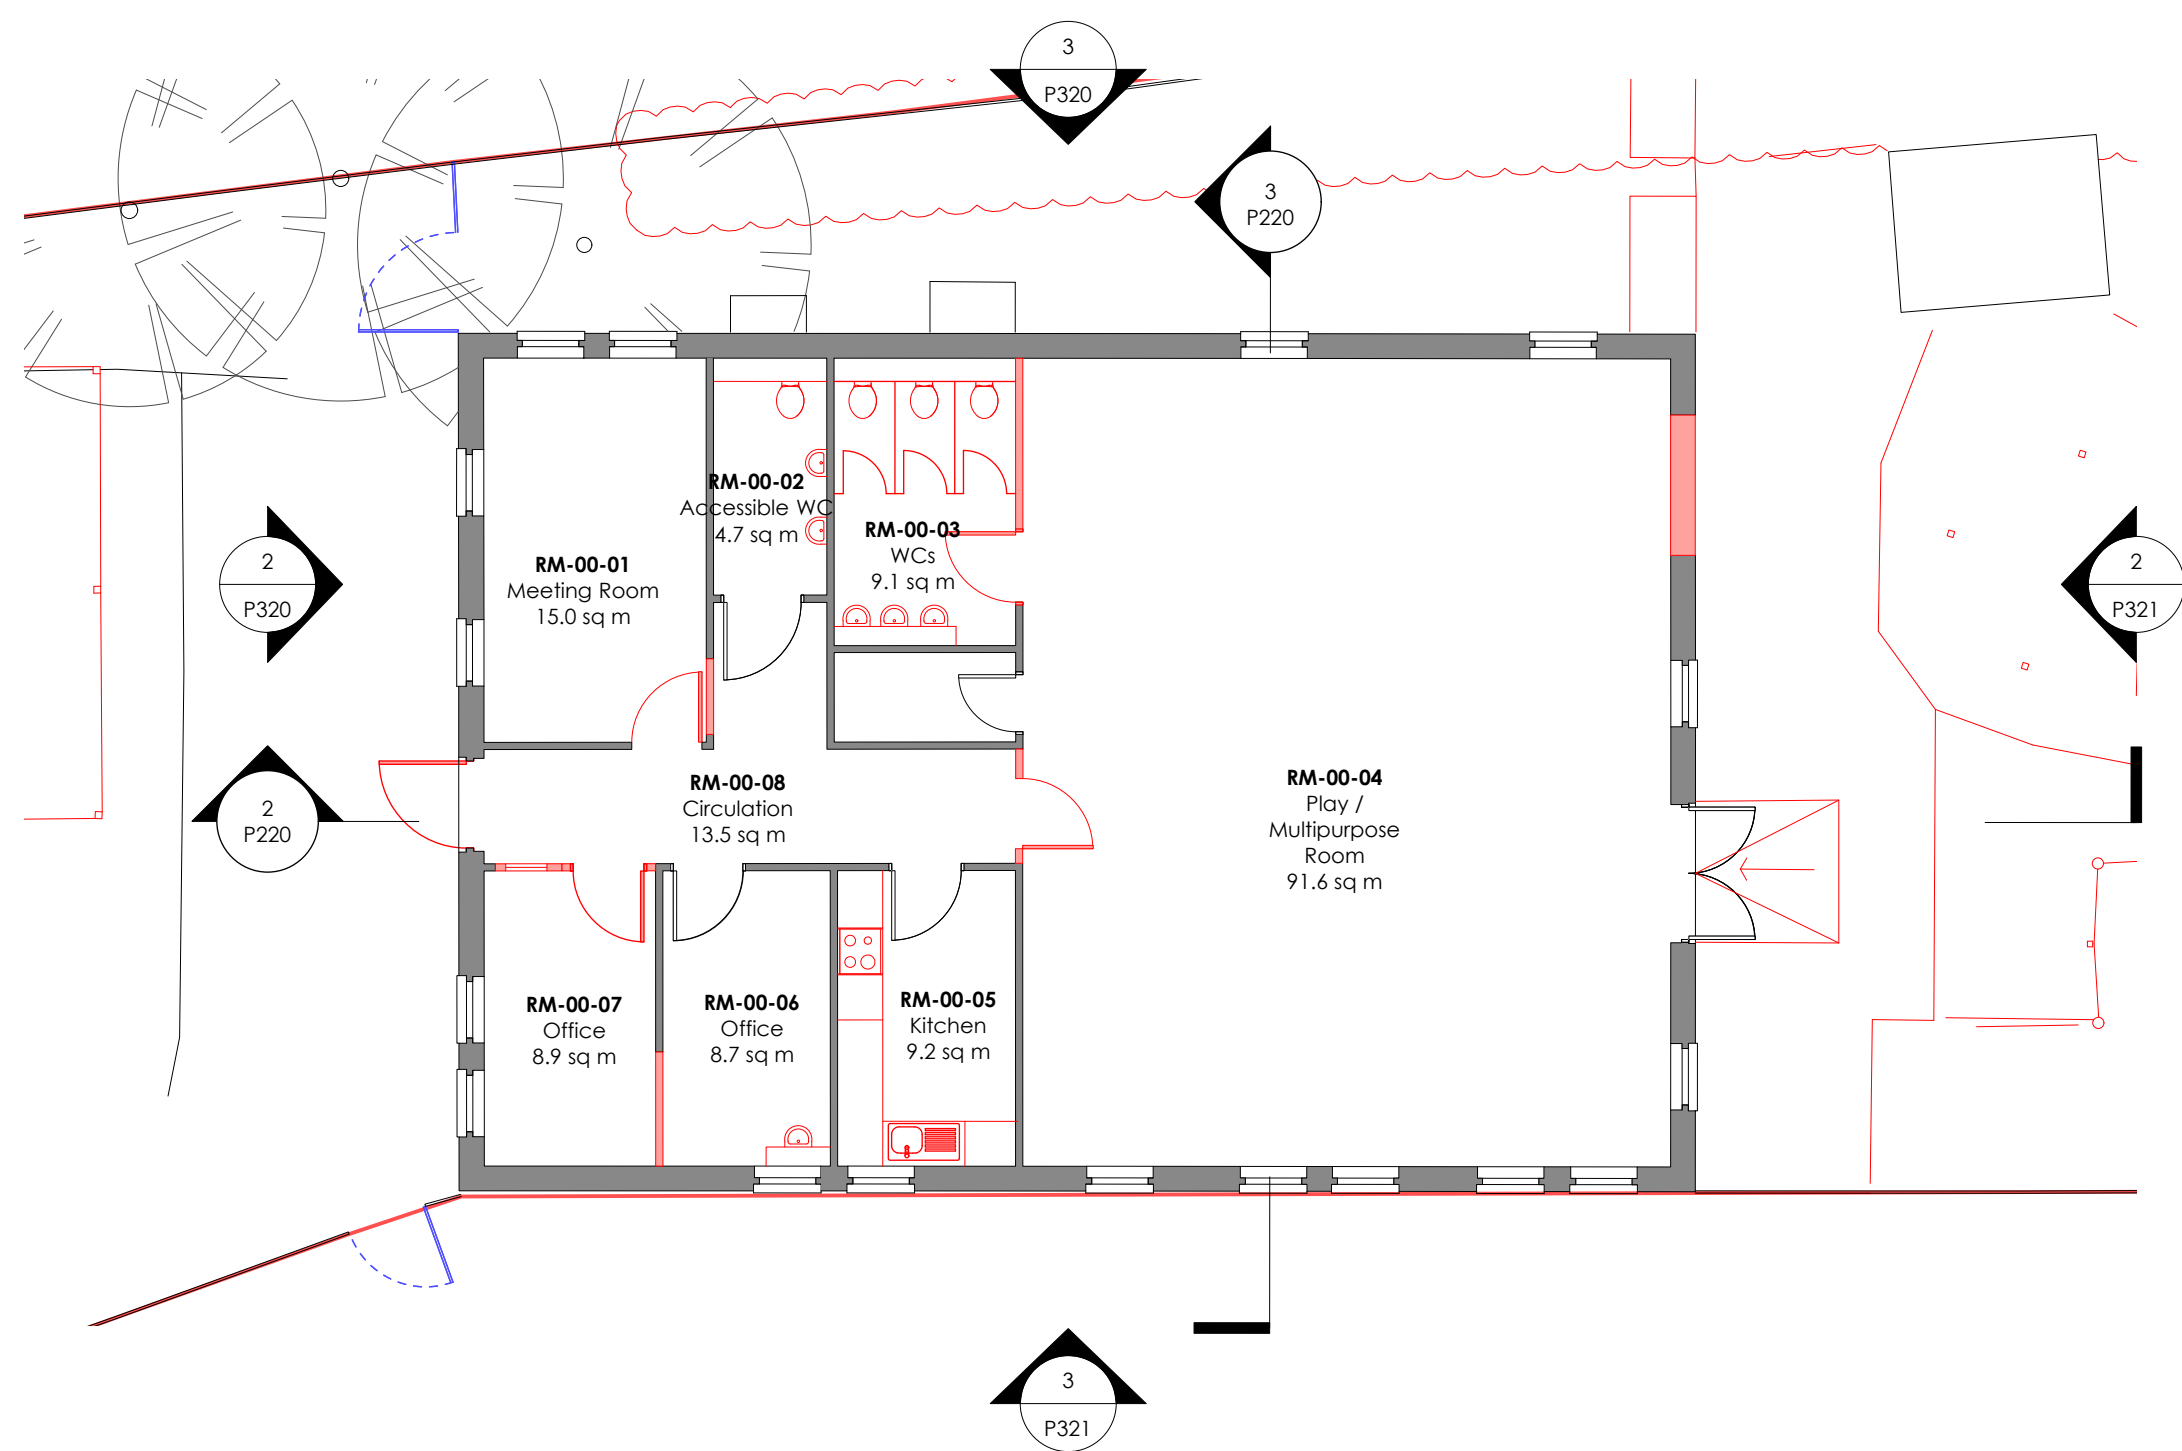 3
P320
3
P220
RM-00-02
Accessible WC
4.7 sq m
RM-00-03
WCs
9.1 sq m
RM-00-01
Meeting Room
15.0 sq m
2
P320
2
P321
RM-00-08
Circulation
13.5 sq m
RM-00-04
Play /
Multipurpose
Room
91.6 sq m
2
P220
RM-00-07
Office
8.9 sq m
RM-00-06
Office
8.7 sq m
RM-00-05
Kitchen
9.2 sq m
3
P321